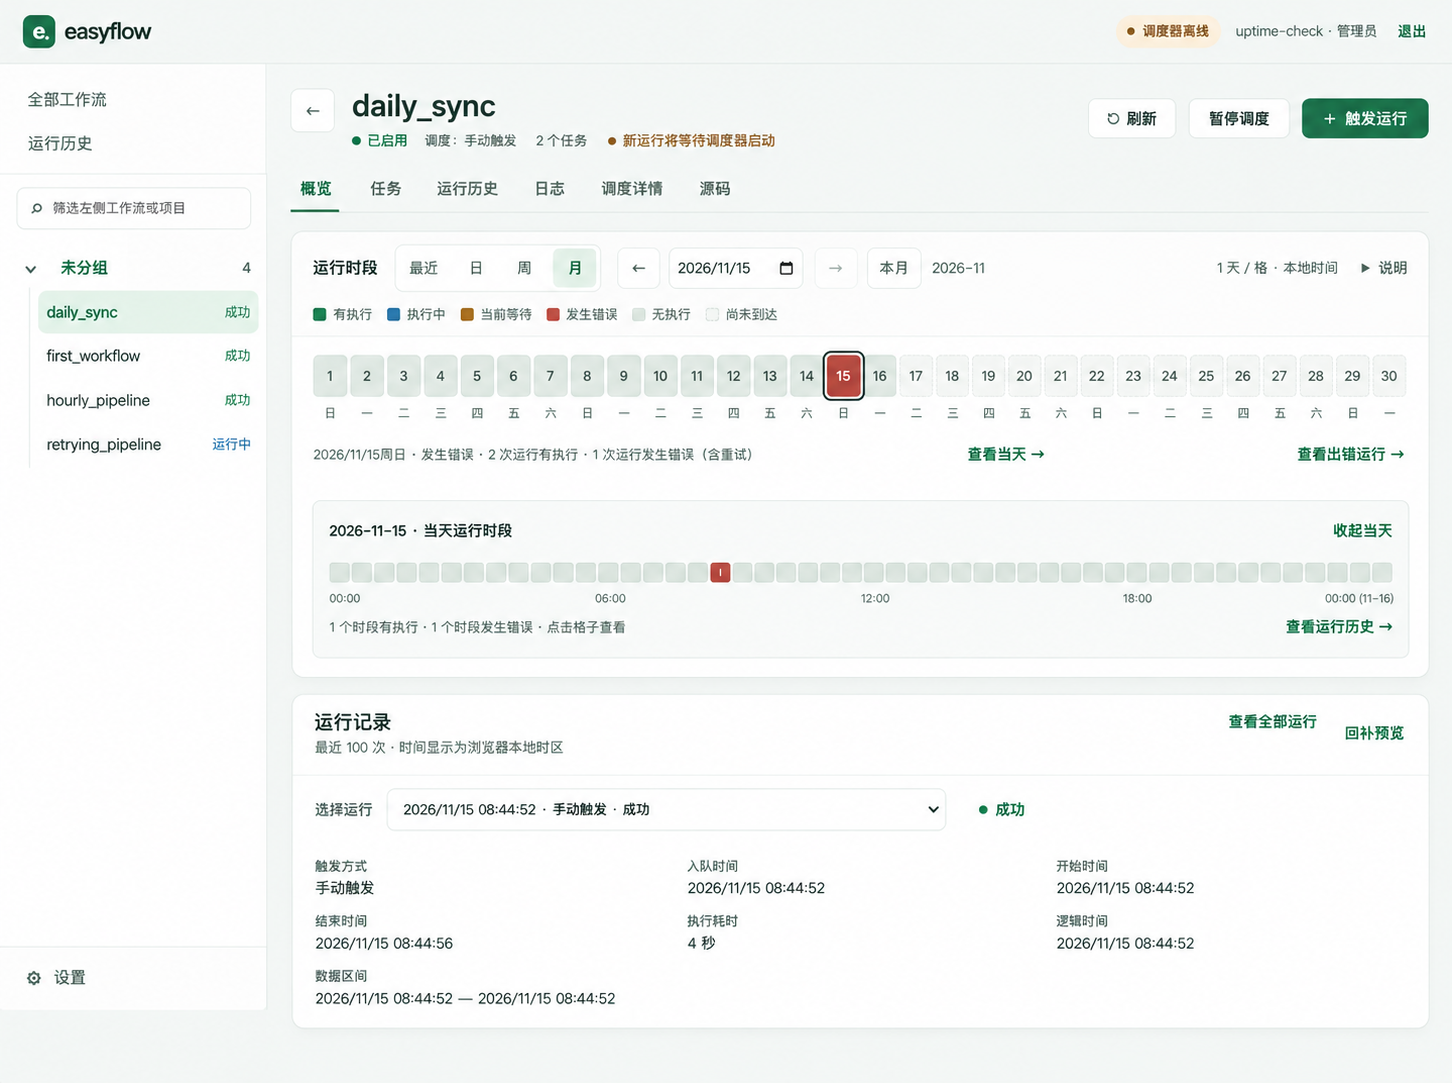 e. easyflow
调度器离线 uptime-check · 管理员 退出
全部工作流
运行历史
筛选左侧工作流或项目
未分组 4
daily_sync 成功
first_workflow 成功
hourly_pipeline 成功
retrying_pipeline 运行中
设置
← daily_sync
已启用 调度：手动触发 2 个任务 新运行将等待调度器启动
刷新 暂停调度 + 触发运行
概览 任务 运行历史 日志 调度详情 源码
运行时段 最近 日 周 月 ← 2026/11/15 → 本月 2026-11 1 天 / 格 · 本地时间 说明
有执行 执行中 当前等待 发生错误 无执行 尚未到达
1 2 3 4 5 6 7 8 9 10 11 12 13 14 15 16 17 18 19 20 21 22 23 24 25 26 27 28 29 30
日 一 二 三 四 五 六 日 一 二 三 四 五 六 日 一 二 三 四 五 六 日 一 二 三 四 五 六 日 一
2026/11/15周日 · 发生错误 · 2 次运行有执行 · 1 次运行发生错误（含重试） 查看当天 → 查看出错运行 →
2026-11-15 · 当天运行时段 收起当天
00:00 06:00 12:00 18:00 00:00 (11-16)
1 个时段有执行 · 1 个时段发生错误 · 点击格子查看 查看运行历史 →
运行记录 查看全部运行 回补预览
最近 100 次 · 时间显示为浏览器本地时区
选择运行 2026/11/15 08:44:52 · 手动触发 · 成功 成功
触发方式 入队时间 开始时间
手动触发 2026/11/15 08:44:52 2026/11/15 08:44:52
结束时间 执行耗时 逻辑时间
2026/11/15 08:44:56 4 秒 2026/11/15 08:44:52
数据区间
2026/11/15 08:44:52 — 2026/11/15 08:44:52